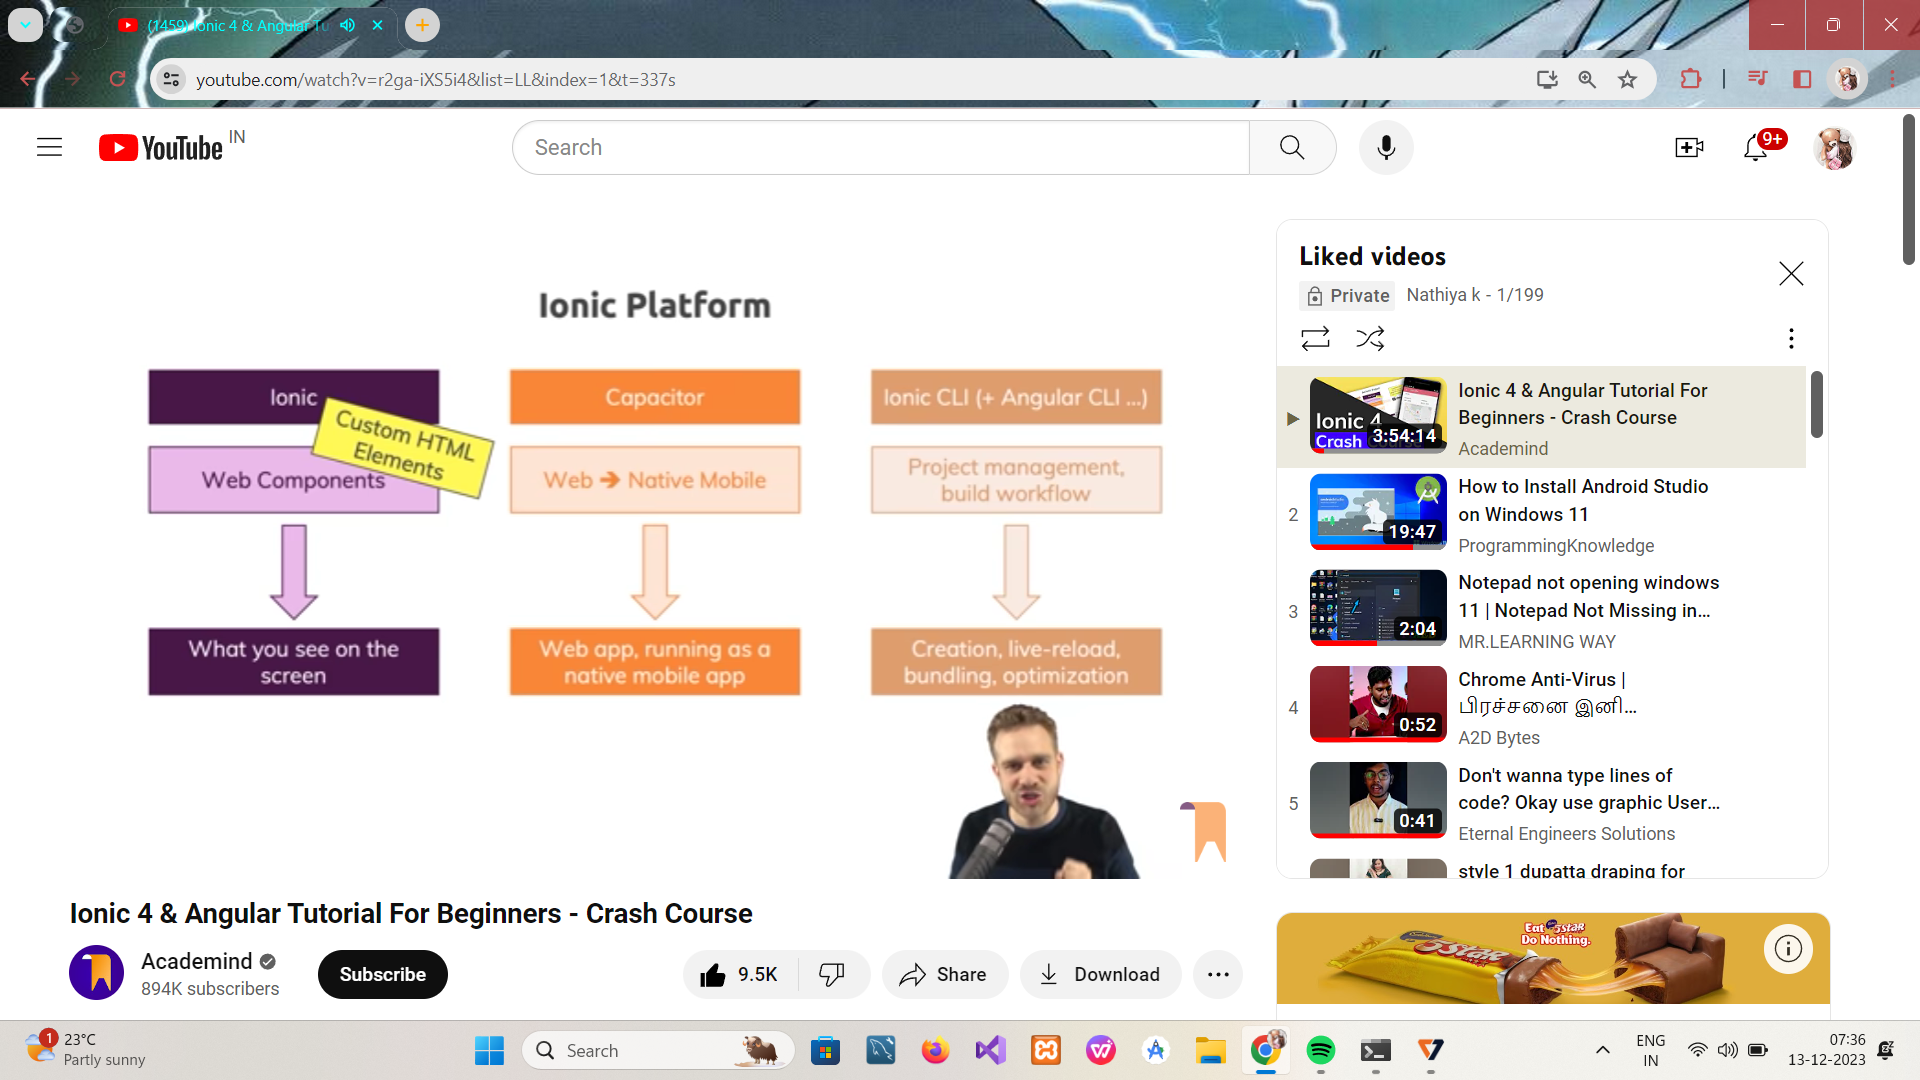 (1459) Ionic 4 & Angular Tu
youtube.com/watch?v=r2ga-iXS5i4&list=LL&index=1&t=337s
YouTube IN
Search
9+
Ionic Platform
Ionic
Capacitor
Ionic CLI (+ Angular CLI ...)
Custom HTML
Elements
Web Components
Web → Native Mobile
Project management,
build workflow
What you see on the
screen
Web app, running as a
native mobile app
Creation, live-reload,
bundling, optimization
Liked videos
Private Nathiya k - 1/199
Ionic 4
Crash
3:54:14
Ionic 4 & Angular Tutorial For
Beginners - Crash Course
Academind
2
19:47
How to Install Android Studio
on Windows 11
ProgrammingKnowledge
3
2:04
Notepad not opening windows
11 | Notepad Not Missing in...
MR.LEARNING WAY
4
0:52
Chrome Anti-Virus |
பிரச்சனை இனி...
A2D Bytes
5
0:41
Don't wanna type lines of
code? Okay use graphic User...
Eternal Engineers Solutions
style 1 dupatta draping for
Ionic 4 & Angular Tutorial For Beginners - Crash Course
Academind
894K subscribers
Subscribe
9.5K
Share
Download
Eat 5Star
Do Nothing.
1
23°C
Partly sunny
Search
ENG
IN
07:36
13-12-2023